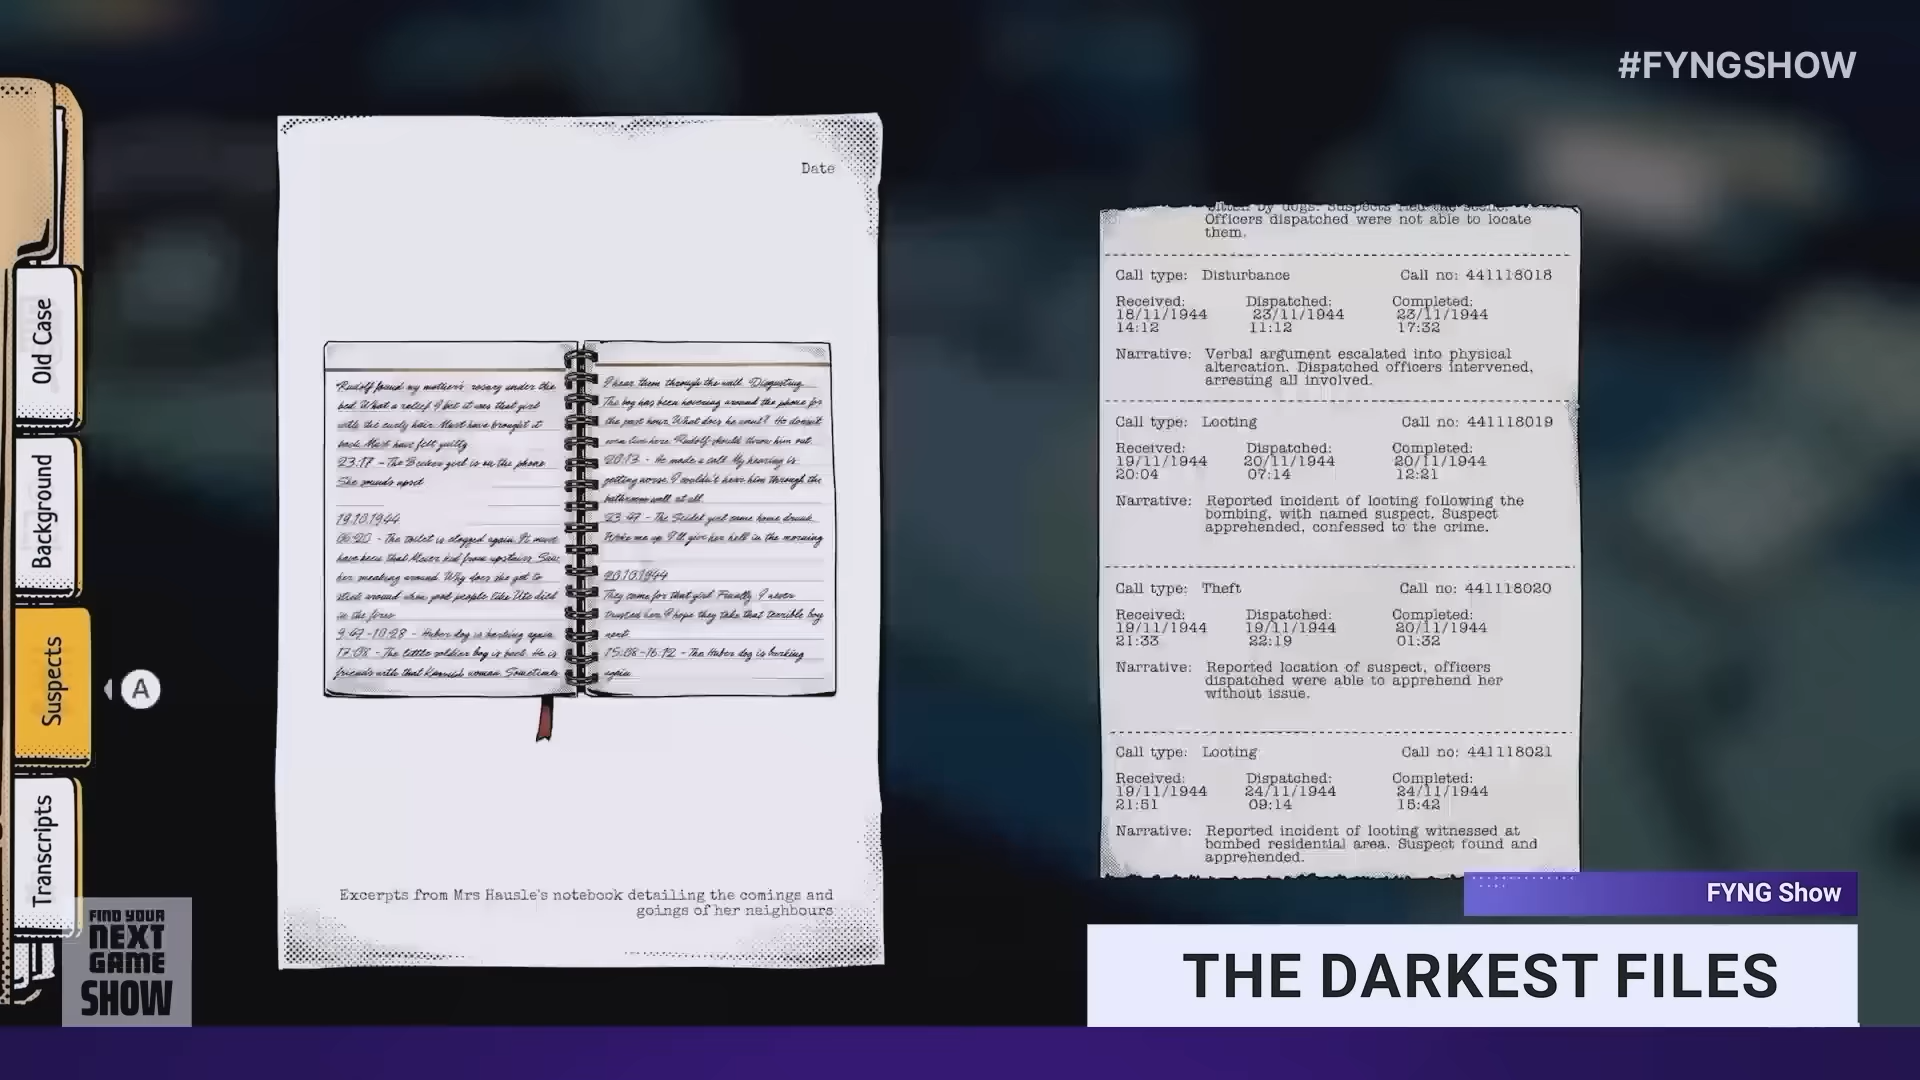 #FYNGSHOW
Old Case
Background
Suspects
Transcripts
A
Date
Rudolf found my mother's rosary under the
bed. What a relief. I bet it was that girl
with the curly hair. Must have brought it
back. Must have felt guilty.
23:17 - The Becker girl is on the phone.
She sounds upset
19.10.1944
06:20 - The toilet is clogged again. It must
have been that Maier kid from upstairs. Saw
her sneaking around. Why does she get to
stick around when good people like Ute died
in the fires
9:47-10:28 - Huber dog is barking again
17:08 - The little soldier boy is back. He is
friends with that woman. Sometimes
I hear them through the wall. Disgusting
The boy has been hovering around the phone for
the past hour. What does he want? He doesn't
even live here. Rudolf should throw him out
20:13 - He made a call. My hearing is
getting worse. I couldn't hear him through the
bathroom wall at all.
23:47 - The Seidel girl came home drunk
Woke me up. I'll give her hell in the morning
20.10.1944
They came for that girl. Finally. I never
trusted her. I hope they take that terrible boy
next.
15:08-16:12 - The Huber dog is barking
again
Excerpts from Mrs Hausle's notebook detailing the comings and
goings of her neighbours
by dogs. Suspects the scene.
Officers dispatched were not able to locate
them.
Call type: Disturbance Call no: 441118018
Received: Dispatched: Completed:
18/11/1944 23/11/1944 23/11/1944
14:12 11:12 17:32
Narrative: Verbal argument escalated into physical
altercation. Dispatched officers intervened,
arresting all involved.
Call type: Looting Call no: 441118019
Received: Dispatched: Completed:
19/11/1944 20/11/1944 20/11/1944
20:04 07:14 12:21
Narrative: Reported incident of looting following the
bombing, with named suspect. Suspect
apprehended, confessed to the crime.
Call type: Theft Call no: 441118020
Received: Dispatched: Completed:
19/11/1944 19/11/1944 20/11/1944
21:33 22:19 01:32
Narrative: Reported location of suspect, officers
dispatched were able to apprehend her
without issue.
Call type: Looting Call no: 441118021
Received: Dispatched: Completed:
19/11/1944 24/11/1944 24/11/1944
21:51 09:14 15:42
Narrative: Reported incident of looting witnessed at
bombed residential area. Suspect found and
apprehended.
FYNG Show
THE DARKEST FILES
FIND YOUR
NEXT
GAME
SHOW